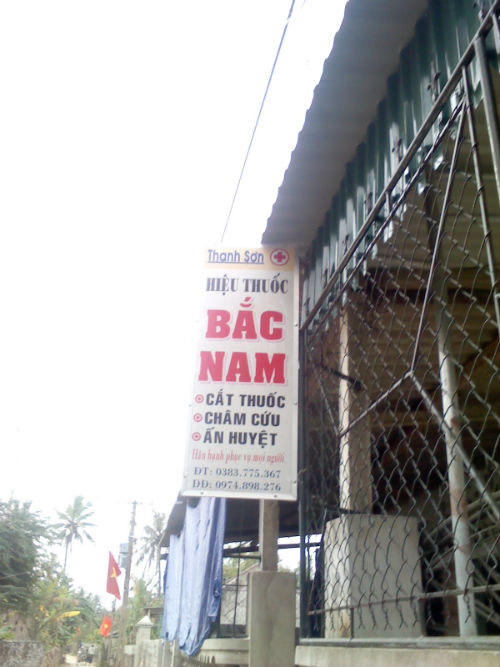 Thanh Sơn
HIỆU THUỐC
BẮC
NAM
CẮT THUỐC
CHÂM CỨU
ẤN HUYỆT
Hân hạnh phục vụ mọi người
ĐT: 0383.775.367
DĐ: 0974.898.276